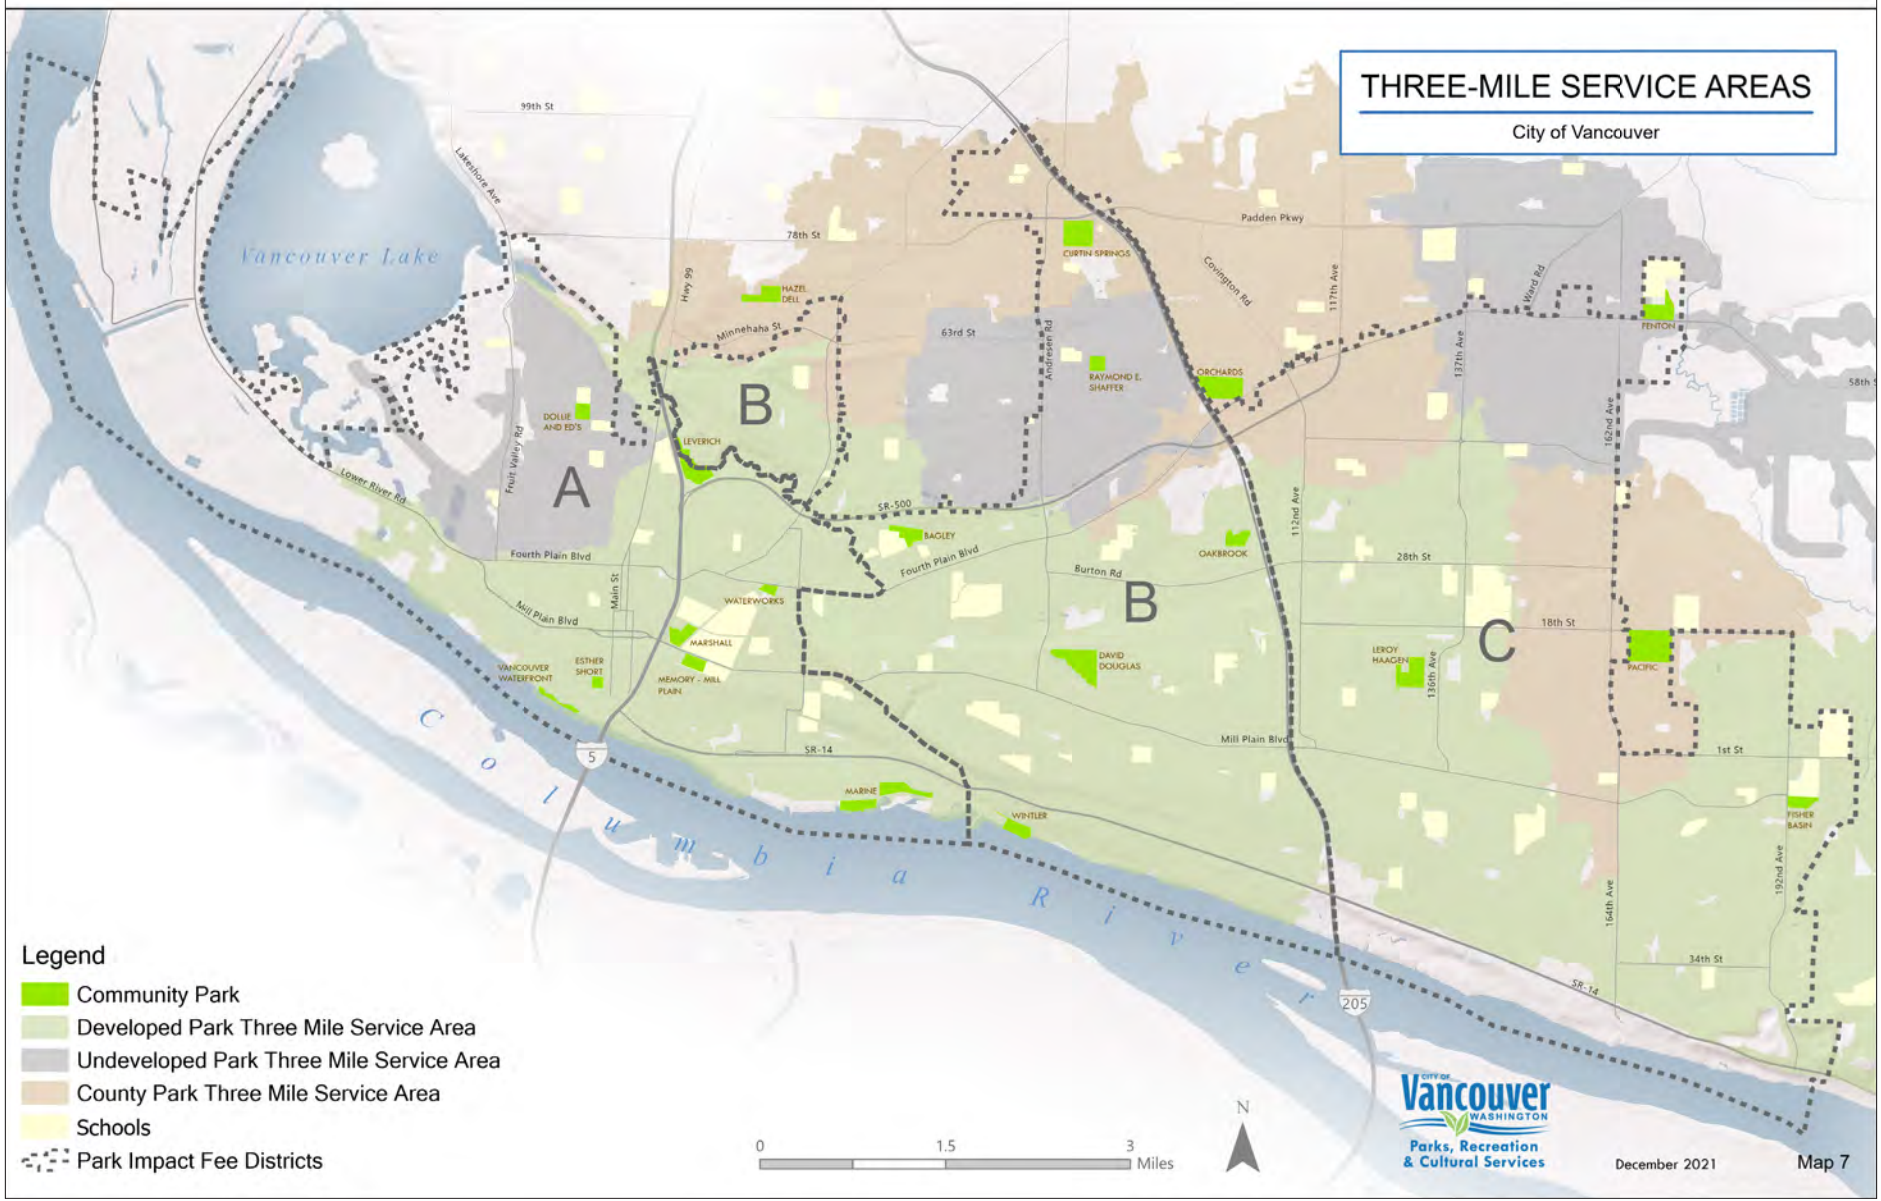 THREE-MILE SERVICE AREAS
City of Vancouver
99th St
Lakeshore Ave
Vancouver Lake
78th St
Hwy 99
HAZEL
DELL
Minnehaha St
63rd St
Andresen Rd
Padden Pkwy
CURTIN SPRINGS
Covington Rd
117th Ave
137th Ave
Ward Rd
FENTON
58th S
RAYMOND E.
SHAFFER
ORCHARDS
162nd Ave
DOLLIE
AND ED'S
Fruit Valley Rd
LEVERICH
B
A
Lower River Rd
SR-500
BAGLEY
Fourth Plain Blvd
Fourth Plain Blvd
Burton Rd
OAKBROOK
112nd Ave
28th St
Main St
Mill Plain Blvd
WATERWORKS
MARSHALL
B
C
18th St
VANCOUVER
WATERFRONT
ESTHER
SHORT
MEMORY - MILL
PLAIN
DAVID
DOUGLAS
LEROY
HAAGEN
136th Ave
PACIFIC
5
SR-14
Mill Plain Blvd
1st St
MARINE
WINTLER
FISHER
BASIN
192nd Ave
164th Ave
34th St
SR-14
Columbia River
205
Legend
Community Park
Developed Park Three Mile Service Area
Undeveloped Park Three Mile Service Area
County Park Three Mile Service Area
Schools
Park Impact Fee Districts
0 1.5 3
Miles
N
CITY OF
Vancouver
WASHINGTON
Parks, Recreation
& Cultural Services
December 2021
Map 7